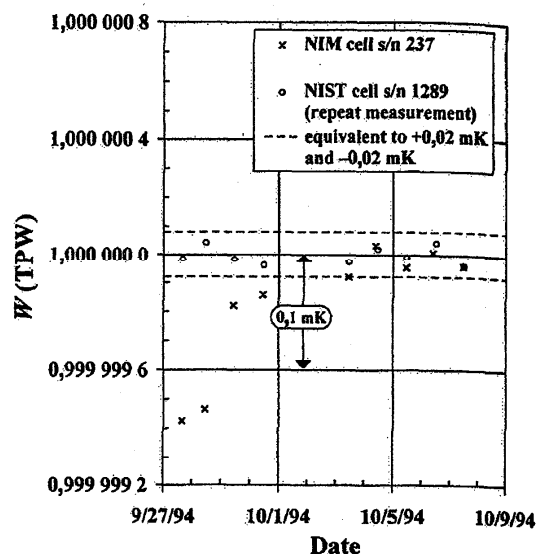 1,000 000 8
× NIM cell s/n 237
○ NIST cell s/n 1289
(repeat measurement)
---- equivalent to +0,02 mK
and –0,02 mK
1,000 000 4
1,000 000 0
W (TPW)
0,1 mK
0,999 999 6
0,999 999 2
9/27/94 10/1/94 10/5/94 10/9/94
Date